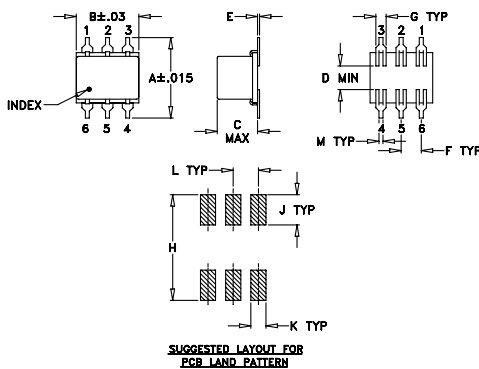 B±.03
1 2 3
A±.015
INDEX
6 5 4
E
C
MAX
G TYP
3 2 1
D MIN
4 5 6
M TYP
F TYP
L TYP
J TYP
H
K TYP
SUGGESTED LAYOUT FOR
PCB LAND PATTERN